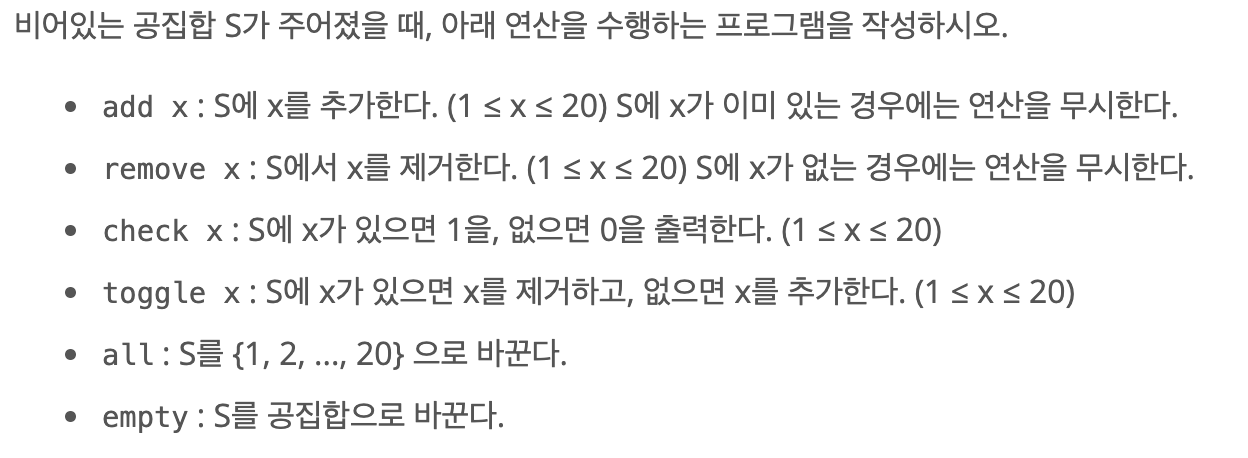 비어있는 공집합 S가 주어졌을 때, 아래 연산을 수행하는 프로그램을 작성하시오.
• add x : S에 x를 추가한다. (1 ≤ x ≤ 20) S에 x가 이미 있는 경우에는 연산을 무시한다.
• remove x : S에서 x를 제거한다. (1 ≤ x ≤ 20) S에 x가 없는 경우에는 연산을 무시한다.
• check x : S에 x가 있으면 1을, 없으면 0을 출력한다. (1 ≤ x ≤ 20)
• toggle x : S에 x가 있으면 x를 제거하고, 없으면 x를 추가한다. (1 ≤ x ≤ 20)
• all : S를 {1, 2, ..., 20} 으로 바꾼다.
• empty : S를 공집합으로 바꾼다.